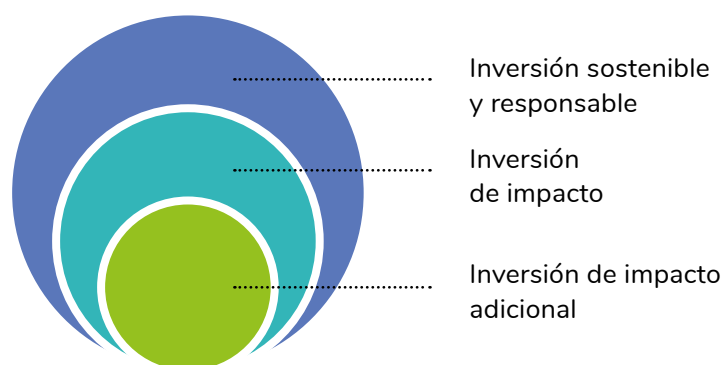 Inversión sostenible
y responsable
Inversión
de impacto
Inversión de impacto
adicional